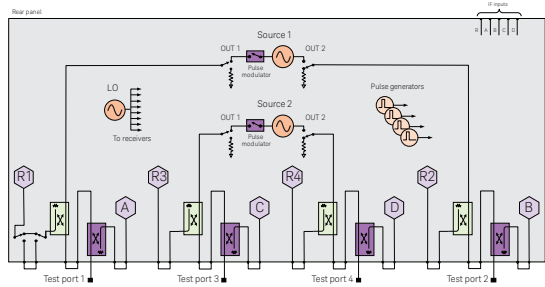 Rear panel
IF inputs
R A B C D
Source 1
OUT 1
OUT 2
Pulse
modulator
LO
To receivers
Source 2
OUT 1
OUT 2
Pulse
modulator
Pulse generators
R1
A
R3
C
R4
D
R2
B
Test port 1
Test port 3
Test port 4
Test port 2